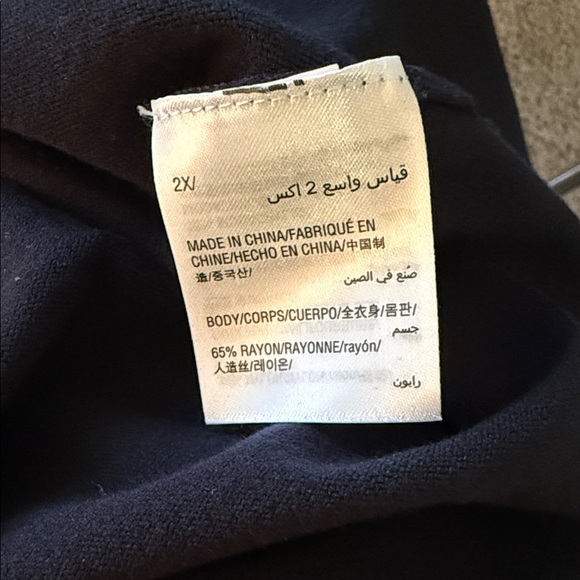 2X/
قياس واسع 2 اكس
MADE IN CHINA/FABRIQUÉ EN
CHINE/HECHO EN CHINA/中国制
造/중국산/
صُنع في الصين
BODY/CORPS/CUERPO/全衣身/몸판/
جسم
65% RAYON/RAYONNE/rayón/
人造丝/레이온/
رايون